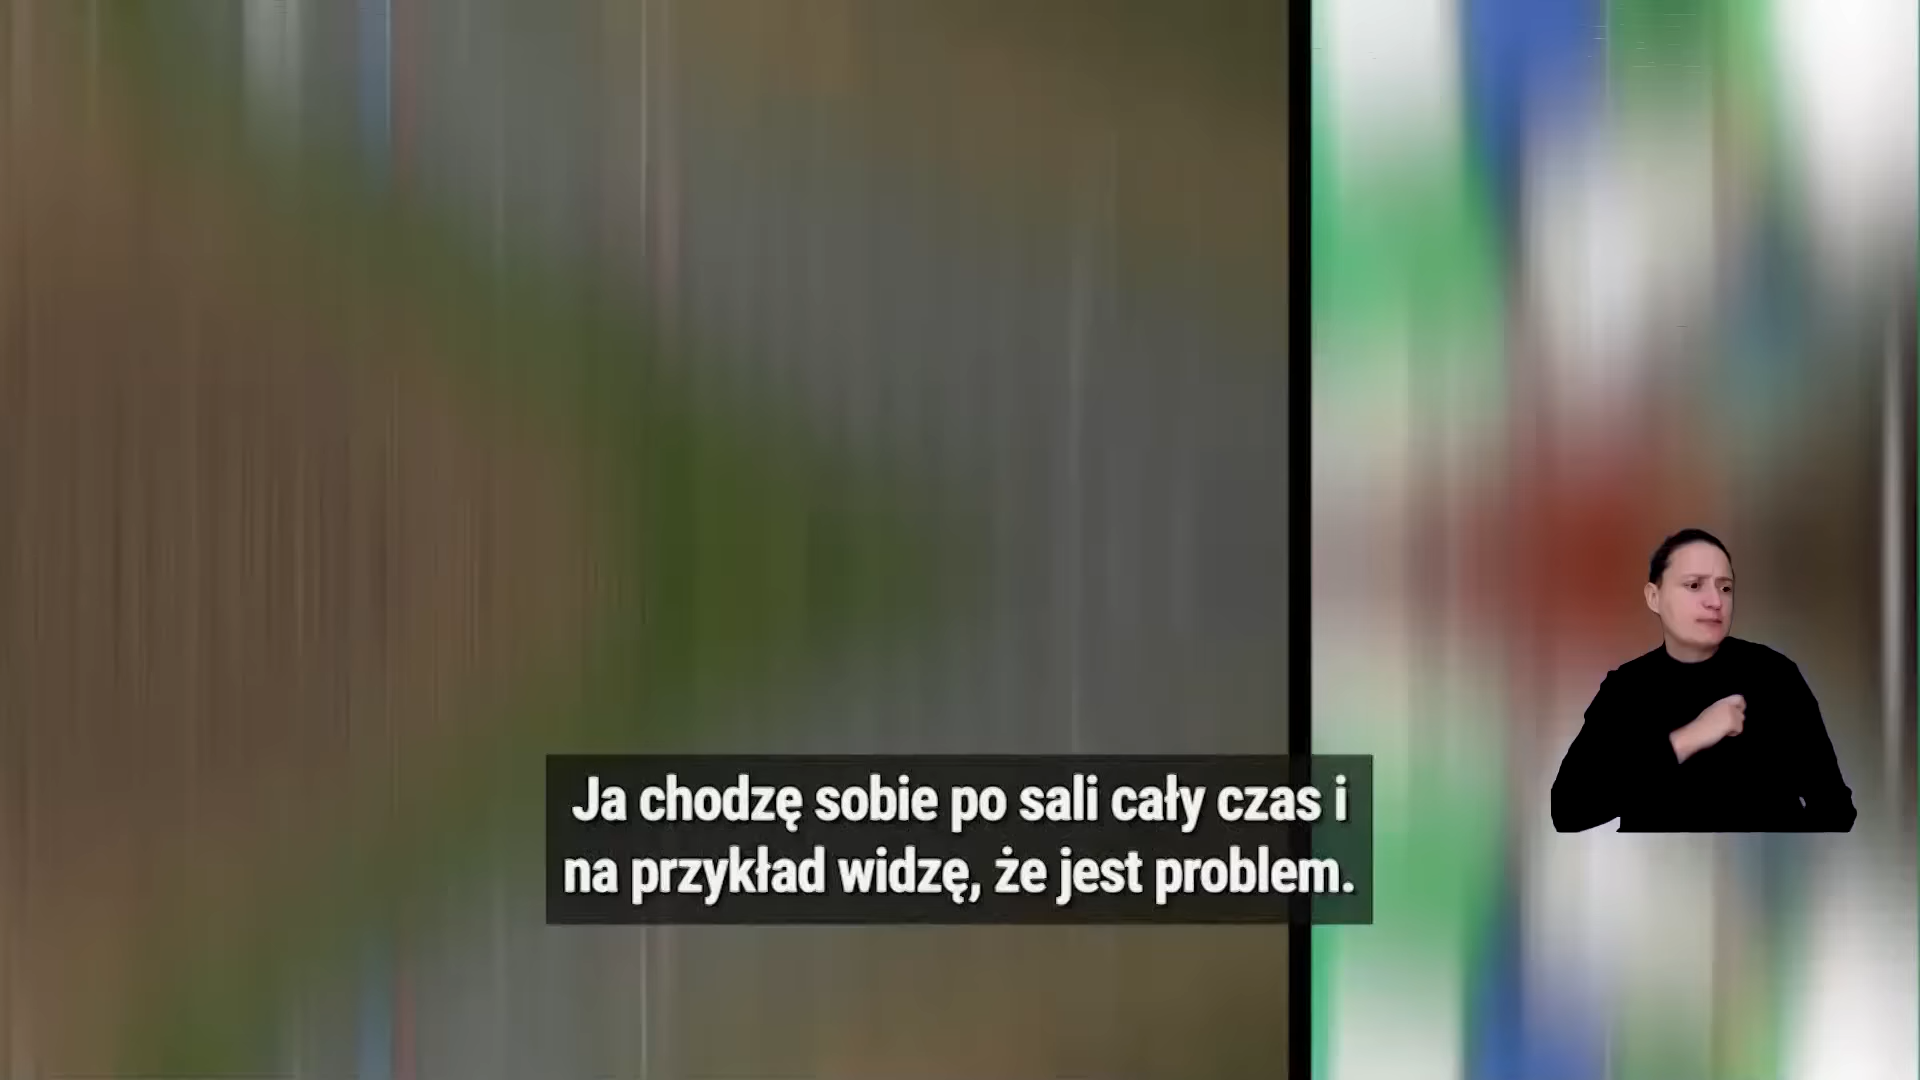 Ja chodzę sobie po sali cały czas i
na przykład widzę, że jest problem.